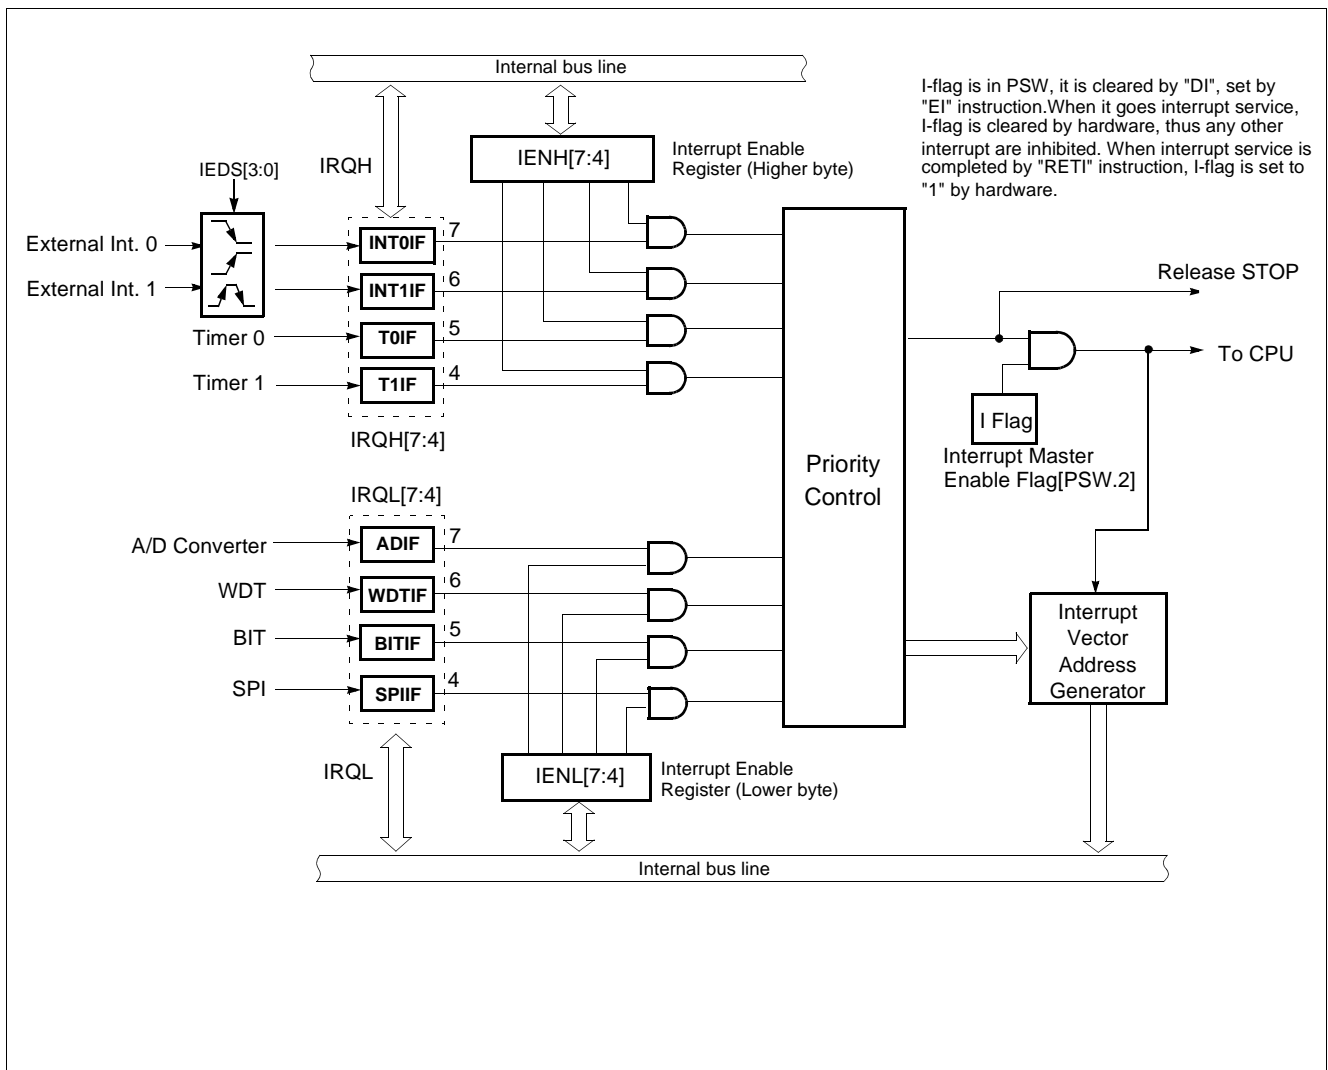 Internal bus line
I-flag is in PSW, it is cleared by "DI", set by
"EI" instruction.When it goes interrupt service,
I-flag is cleared by hardware, thus any other
interrupt are inhibited. When interrupt service is
completed by "RETI" instruction, I-flag is set to
"1" by hardware.
IRQH
IENH[7:4]
Interrupt Enable
Register (Higher byte)
IEDS[3:0]
External Int. 0
INT0IF
7
External Int. 1
INT1IF
6
Timer 0
T0IF
5
Timer 1
T1IF
4
IRQH[7:4]
Release STOP
To CPU
I Flag
Interrupt Master
Enable Flag[PSW.2]
Priority
Control
IRQL[7:4]
A/D Converter
ADIF
7
WDT
WDTIF
6
BIT
BITIF
5
SPI
SPIIF
4
Interrupt
Vector
Address
Generator
IRQL
IENL[7:4]
Interrupt Enable
Register (Lower byte)
Internal bus line